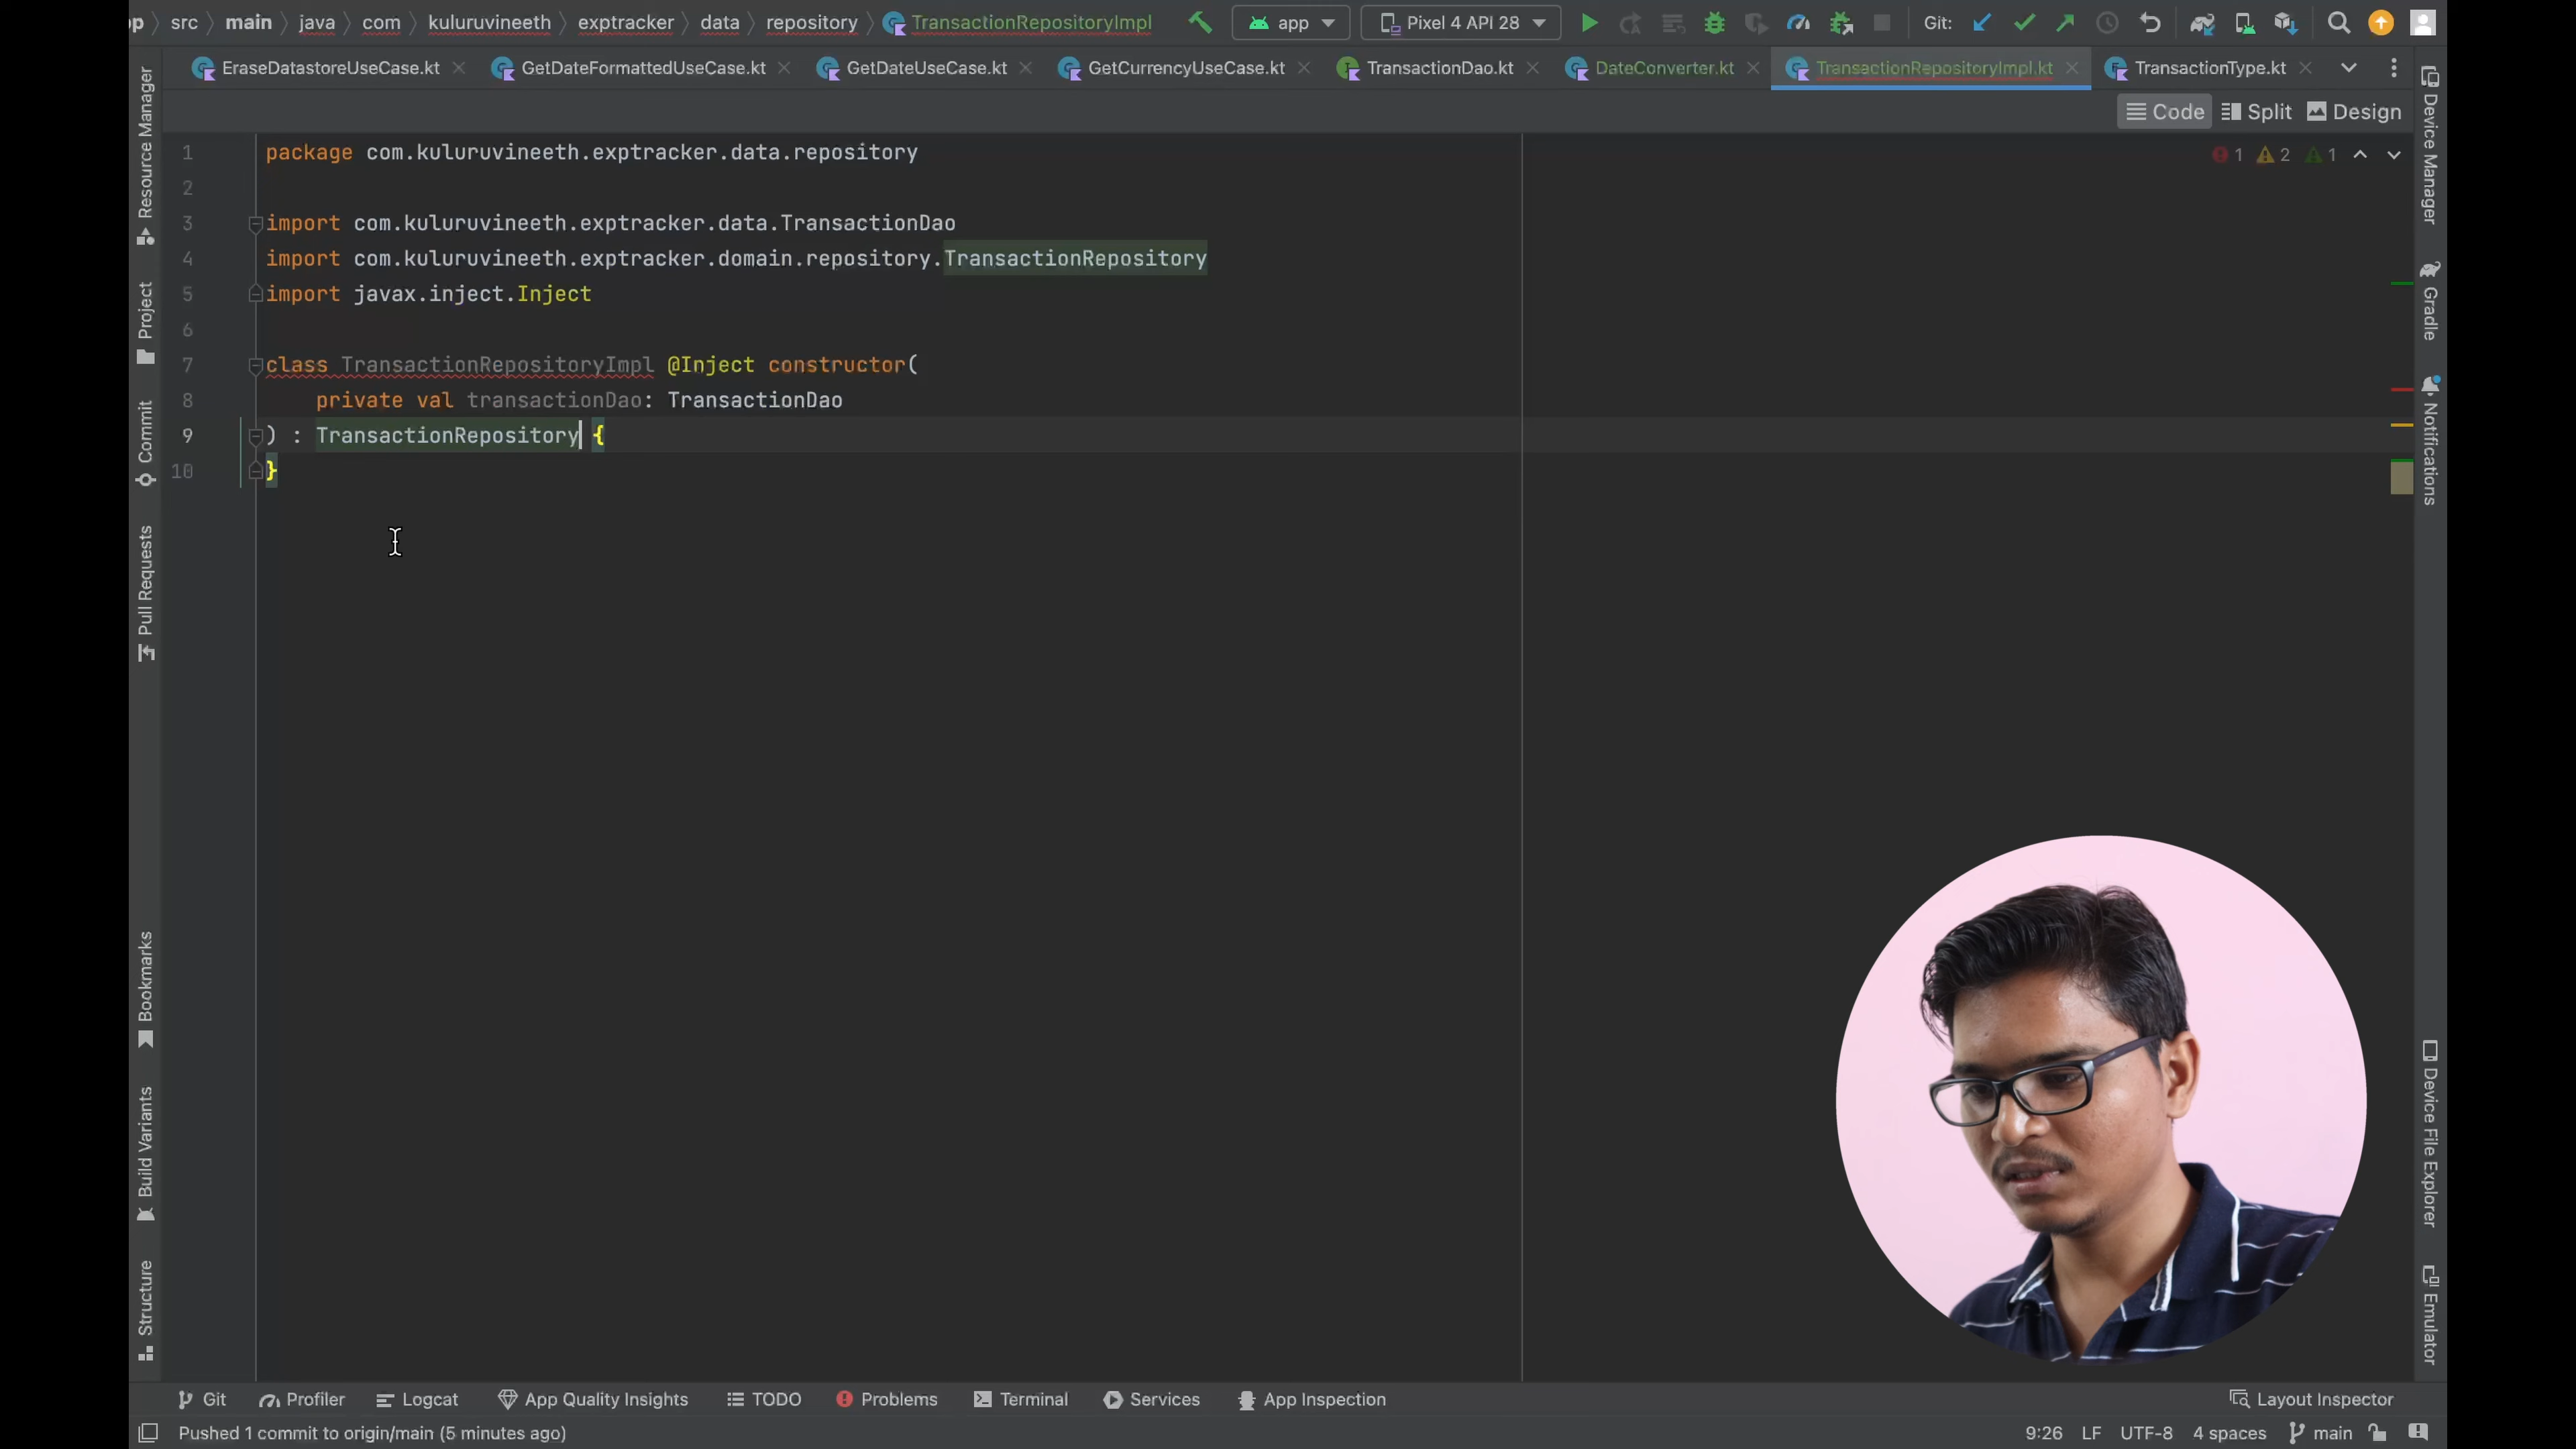 pp > src > main > java > com > kuluruvineeth > exptracker > data > repository > TransactionRepositoryImpl app Pixel 4 API 28 Git:
EraseDatastoreUseCase.kt GetDateFormattedUseCase.kt GetDateUseCase.kt GetCurrencyUseCase.kt TransactionDao.kt DateConverter.kt TransactionRepositoryImpl.kt TransactionType.kt
Code Split Design
1 package com.kuluruvineeth.exptracker.data.repository
1 2 1
2
3 import com.kuluruvineeth.exptracker.data.TransactionDao
4 import com.kuluruvineeth.exptracker.domain.repository.TransactionRepository
5 import javax.inject.Inject
6
7 class TransactionRepositoryImpl @Inject constructor(
8 private val transactionDao: TransactionDao
9 ) : TransactionRepository {
10 }
Resource Manager
Project
Commit
Pull Requests
Bookmarks
Build Variants
Structure
Device Manager
Gradle
Notifications
Device File Explorer
Emulator
Git Profiler Logcat App Quality Insights TODO Problems Terminal Services App Inspection Layout Inspector
Pushed 1 commit to origin/main (5 minutes ago) 9:26 LF UTF-8 4 spaces main